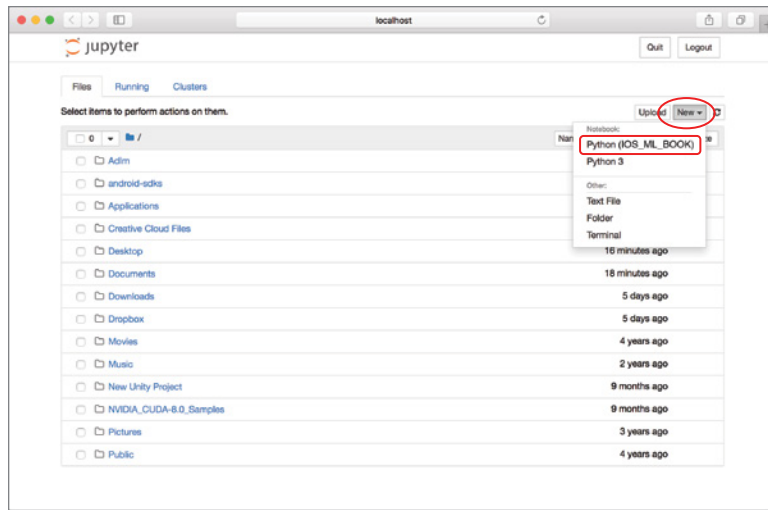 localhost
jupyter
Quit Logout
Files Running Clusters
Select items to perform actions on them.
Upload New
0 /
Notebook:
Python (IOS_ML_BOOK)
Python 3
Other:
Text File
Folder
Terminal
Adlm
android-sdks
Applications
Creative Cloud Files
Desktop 16 minutes ago
Documents 18 minutes ago
Downloads 5 days ago
Dropbox 5 days ago
Movies 4 years ago
Music 2 years ago
New Unity Project 9 months ago
NVIDIA_CUDA-8.0_Samples 9 months ago
Pictures 3 years ago
Public 4 years ago